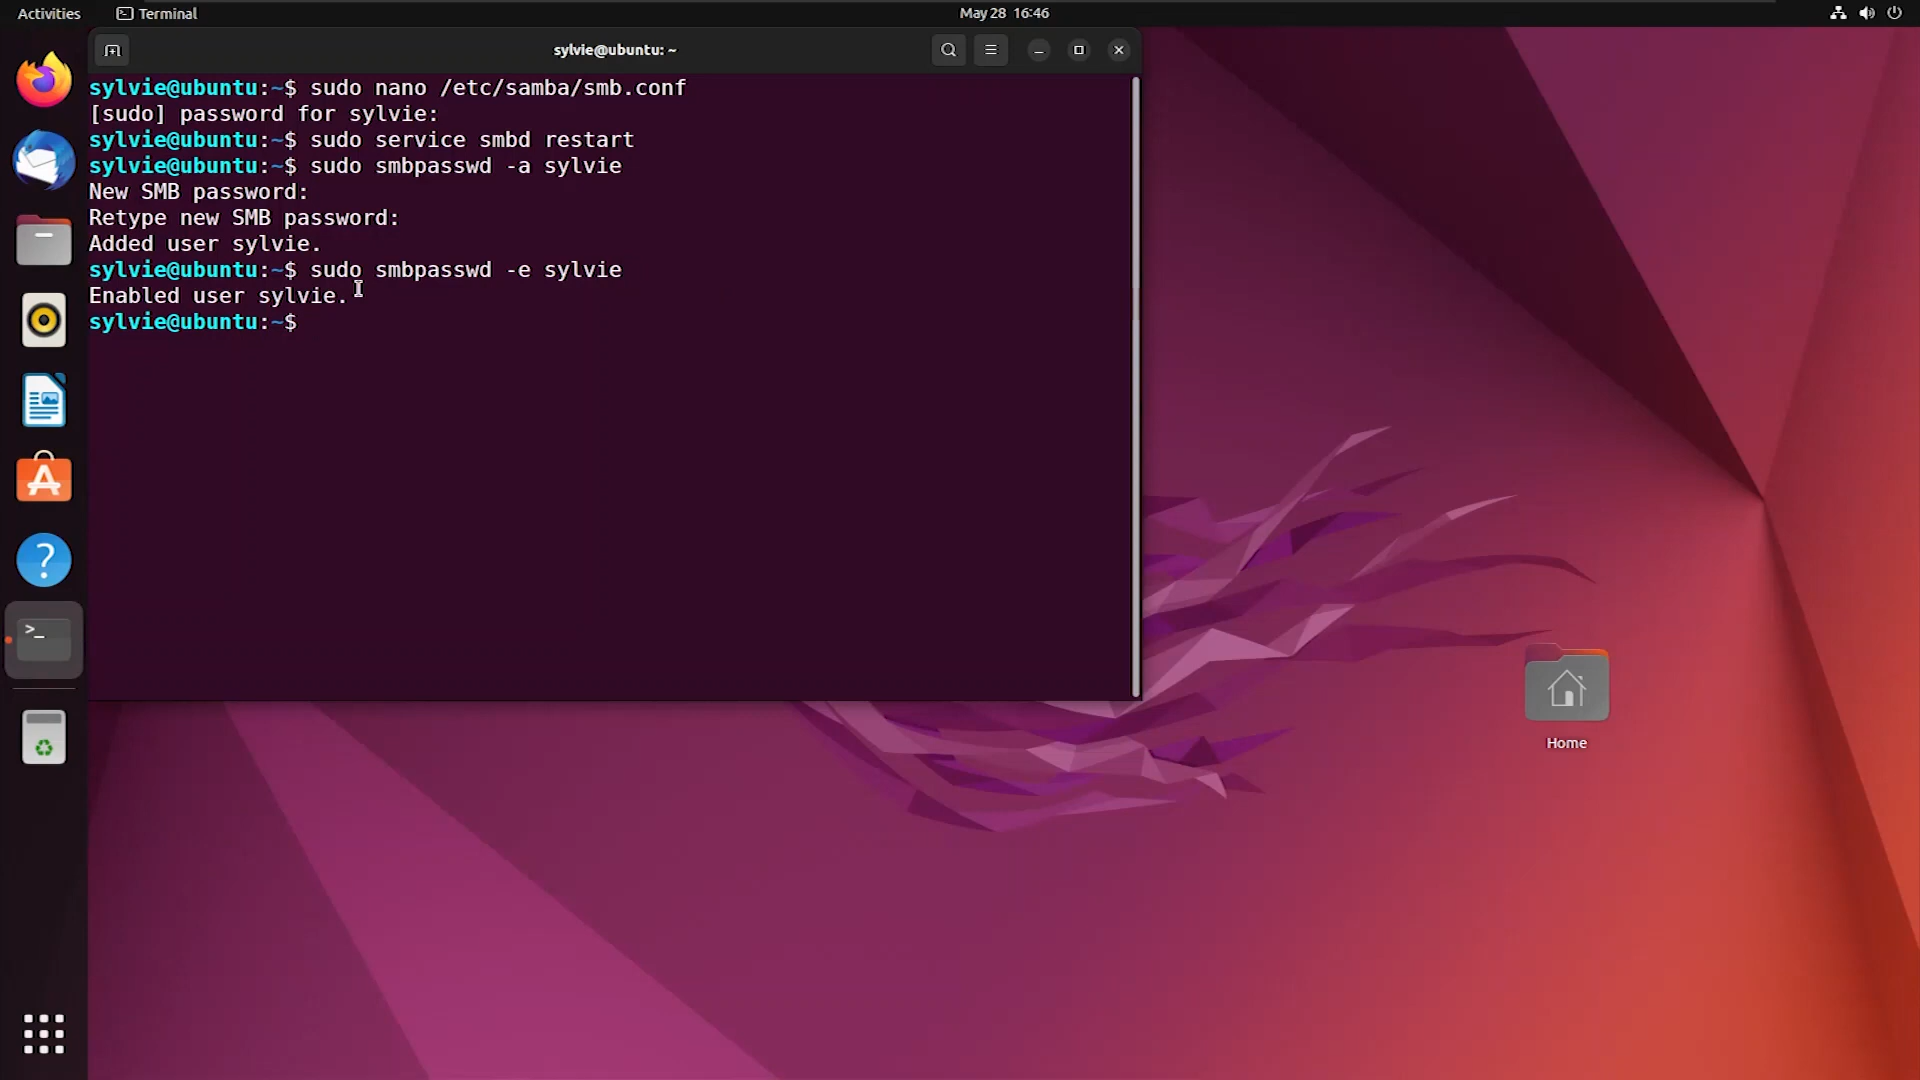 Activities
Terminal
May 28 16:46
sylvie@ubuntu: ~
sylvie@ubuntu:~$ sudo nano /etc/samba/smb.conf
[sudo] password for sylvie:
sylvie@ubuntu:~$ sudo service smbd restart
sylvie@ubuntu:~$ sudo smbpasswd -a sylvie
New SMB password:
Retype new SMB password:
Added user sylvie.
sylvie@ubuntu:~$ sudo smbpasswd -e sylvie
Enabled user sylvie.
sylvie@ubuntu:~$
Home